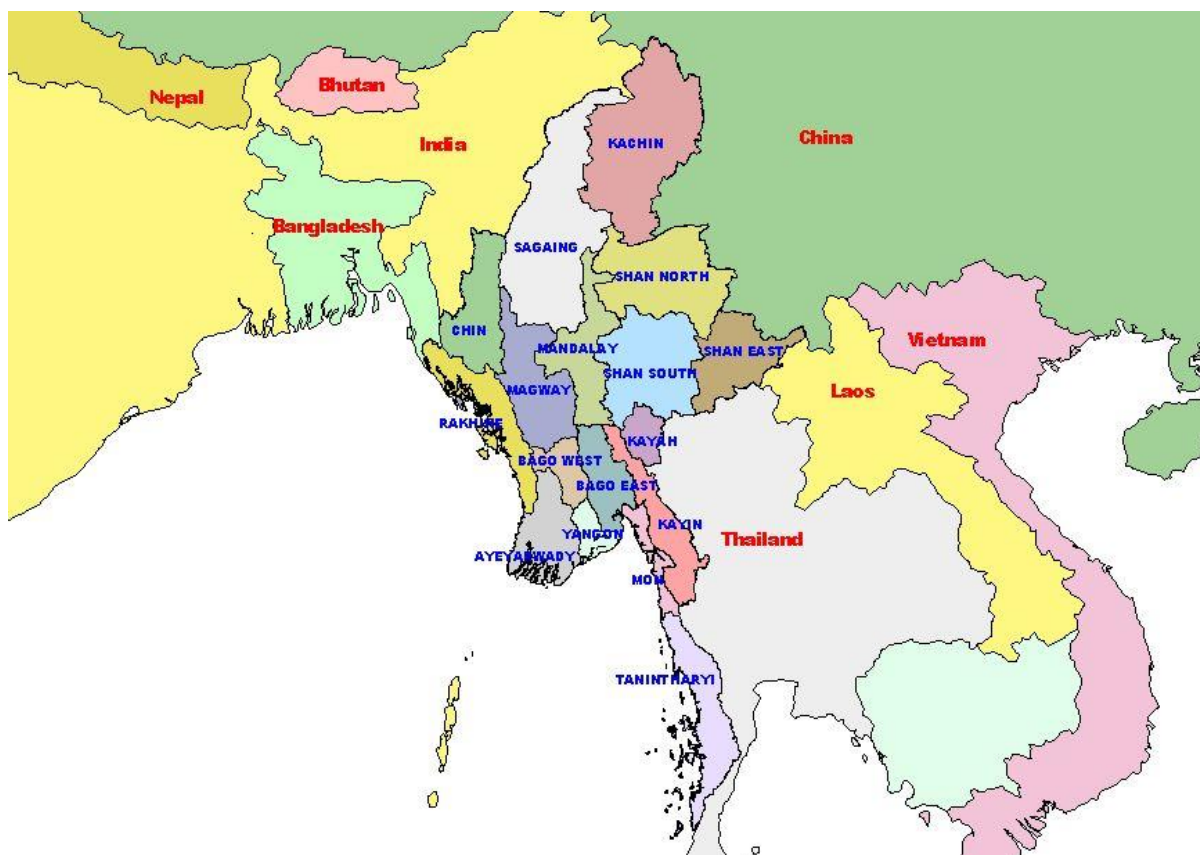 Nepal
Bhutan
India
KACHIN
China
Bangladesh
SAGAING
SHAN NORTH
CHIN
Vietnam
MANDALAY
SHAN EAST
SHAN SOUTH
MAGWAY
Laos
RAKHINE
KAYAH
BAGO WEST
BAGO EAST
KAYIN
YANGON
Thailand
AYEYARWADY
MON
TANINTHARYI